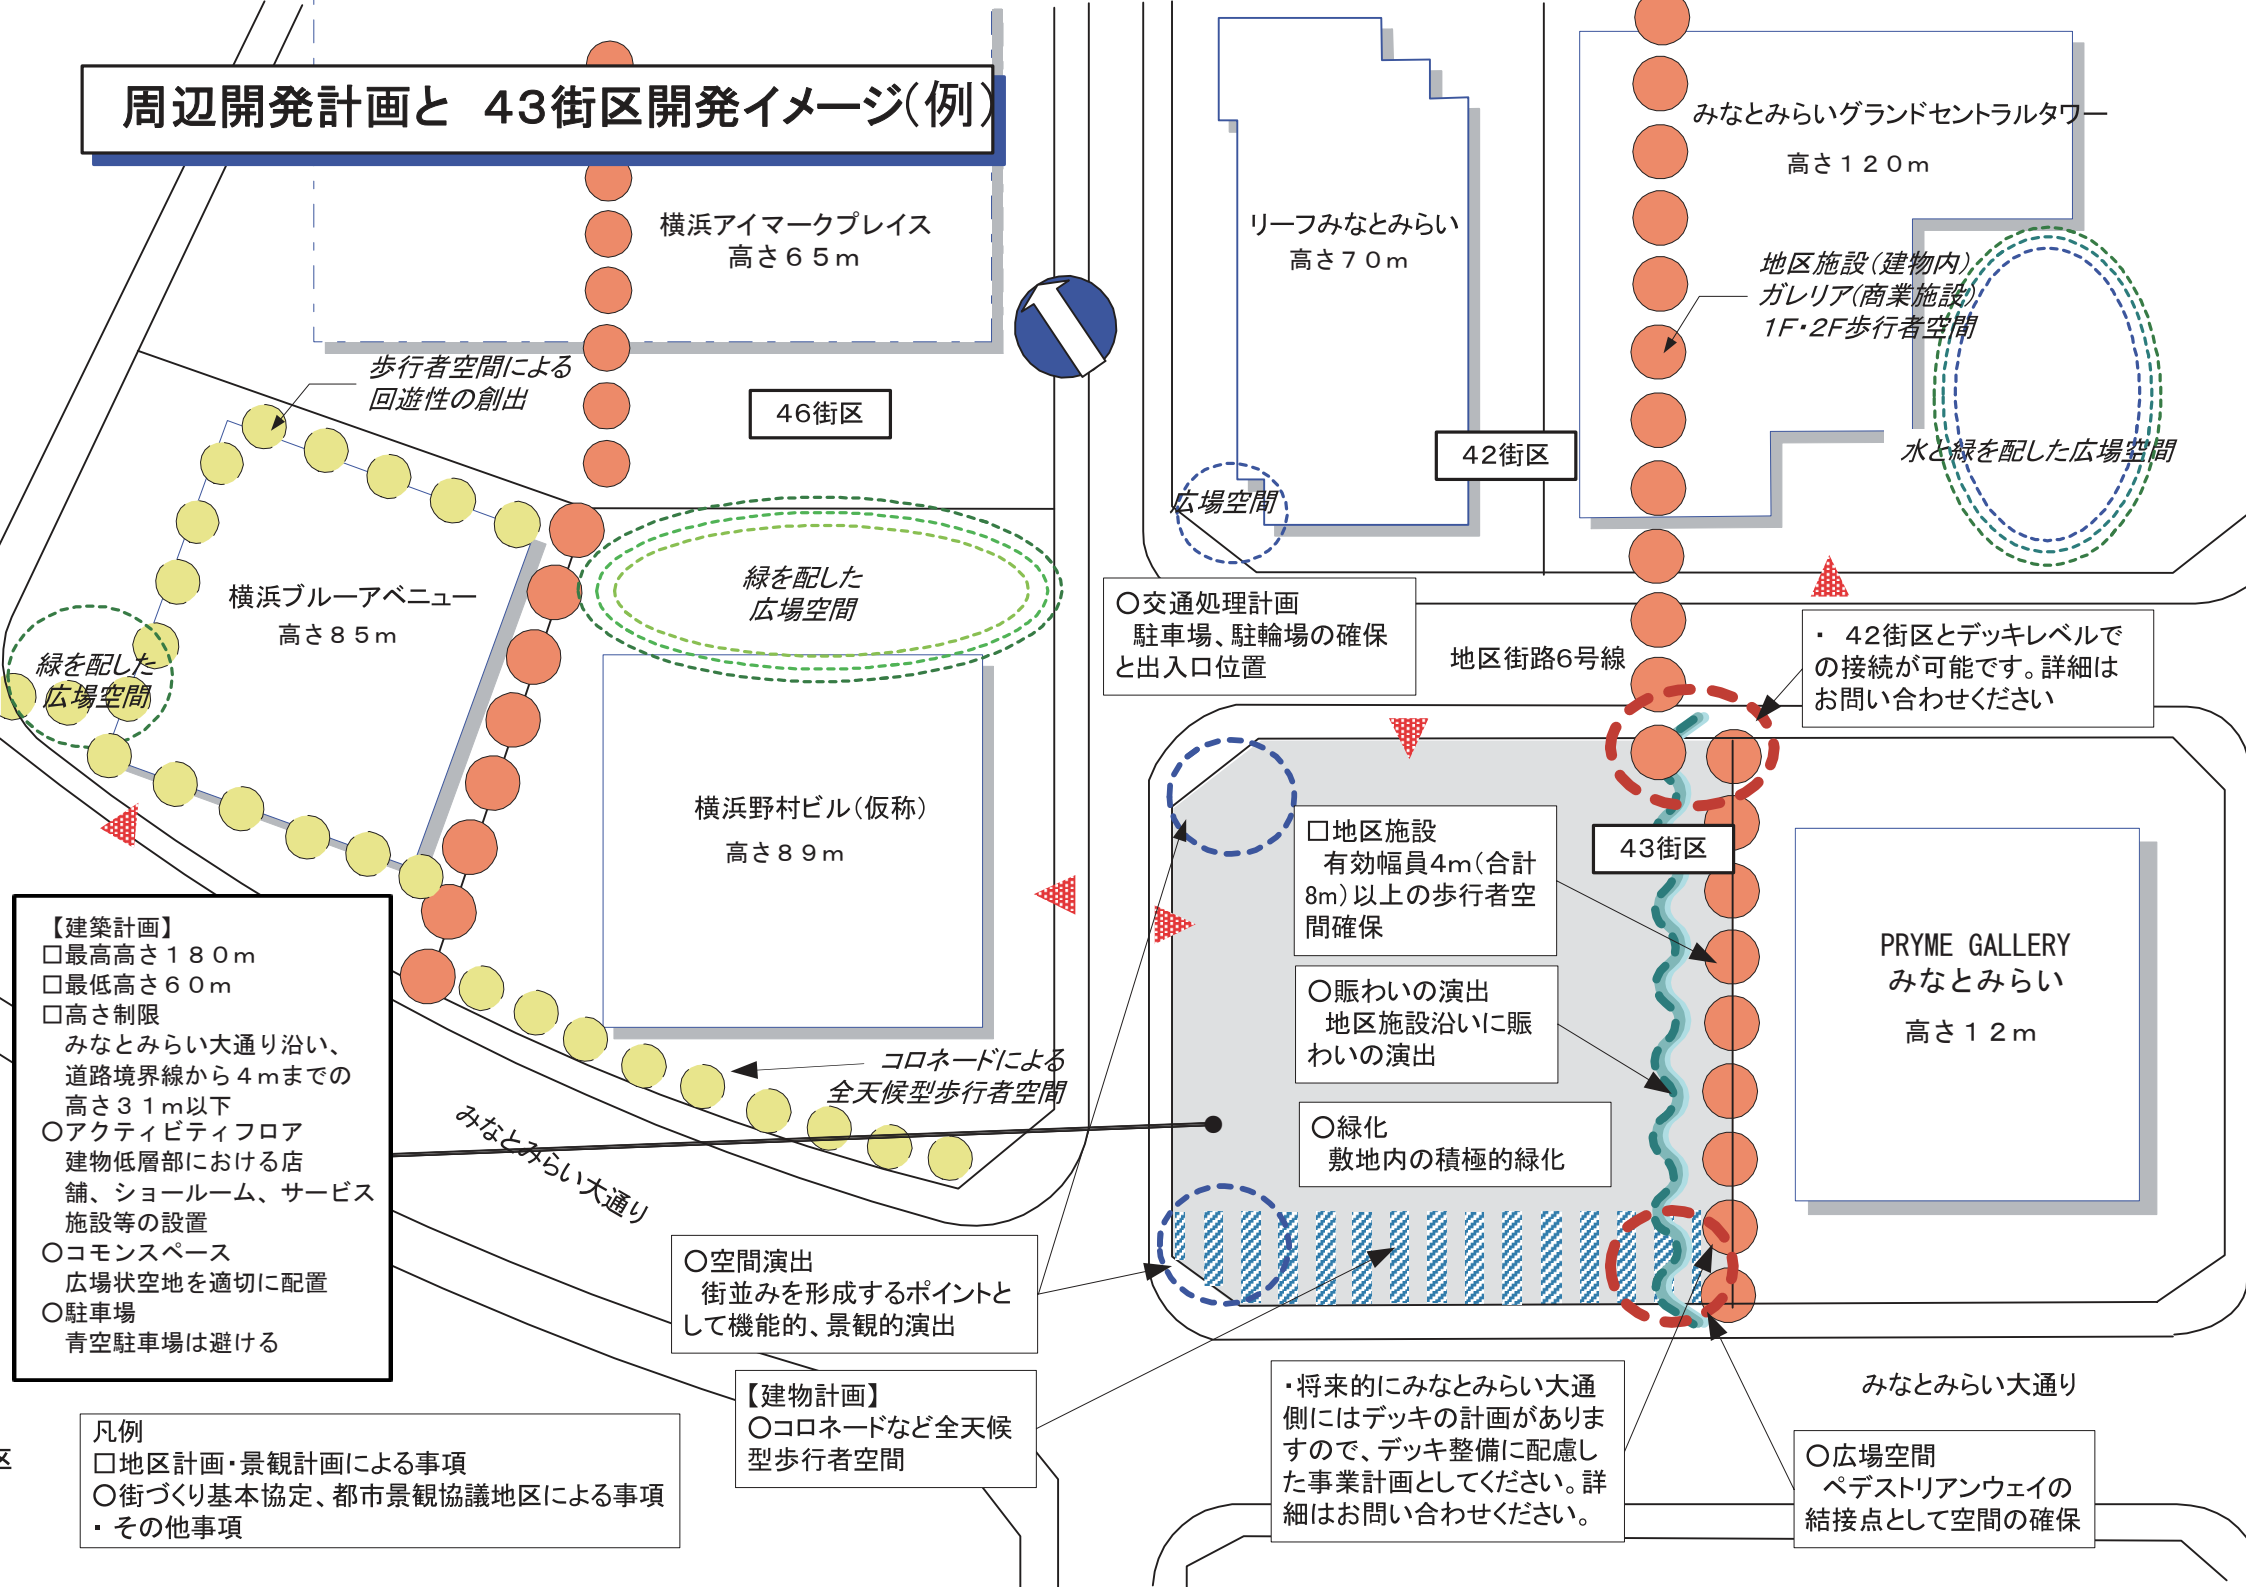 周辺開発計画と 43街区開発イメージ(例)
横浜アイマークプレイス
高さ65m
歩行者空間による
回遊性の創出
46街区
リーフみなとみらい
高さ70m
42街区
広場空間
みなとみらいグランドセントラルタワー
高さ120m
地区施設(建物内)
ガレリア(商業施設)
1F・2F歩行者空間
水と緑を配した広場空間
横浜ブルーアベニュー
高さ85m
緑を配した
広場空間
緑を配した
広場空間
横浜野村ビル(仮称)
高さ89m
○交通処理計画
駐車場、駐輪場の確保
と出入口位置
地区街路6号線
・ 42街区とデッキレベルで
の接続が可能です。詳細は
お問い合わせください
□地区施設
有効幅員4m(合計
8m)以上の歩行者空
間確保
43街区
○賑わいの演出
地区施設沿いに賑
わいの演出
○緑化
敷地内の積極的緑化
PRYME GALLERY
みなとみらい
高さ12m
【建築計画】
□最高高さ180m
□最低高さ60m
□高さ制限
みなとみらい大通り沿い、
道路境界線から4mまでの
高さ31m以下
○アクティビティフロア
建物低層部における店
舗、ショールーム、サービス
施設等の設置
○コモンスペース
広場状空地を適切に配置
○駐車場
青空駐車場は避ける
コロネードによる
全天候型歩行者空間
みなとみらい大通り
○空間演出
街並みを形成するポイントと
して機能的、景観的演出
【建物計画】
○コロネードなど全天候
型歩行者空間
・将来的にみなとみらい大通
側にはデッキの計画がありま
すので、デッキ整備に配慮し
た事業計画としてください。詳
細はお問い合わせください。
みなとみらい大通り
○広場空間
ペデストリアンウェイの
結接点として空間の確保
区
凡例
□地区計画・景観計画による事項
○街づくり基本協定、都市景観協議地区による事項
・ その他事項